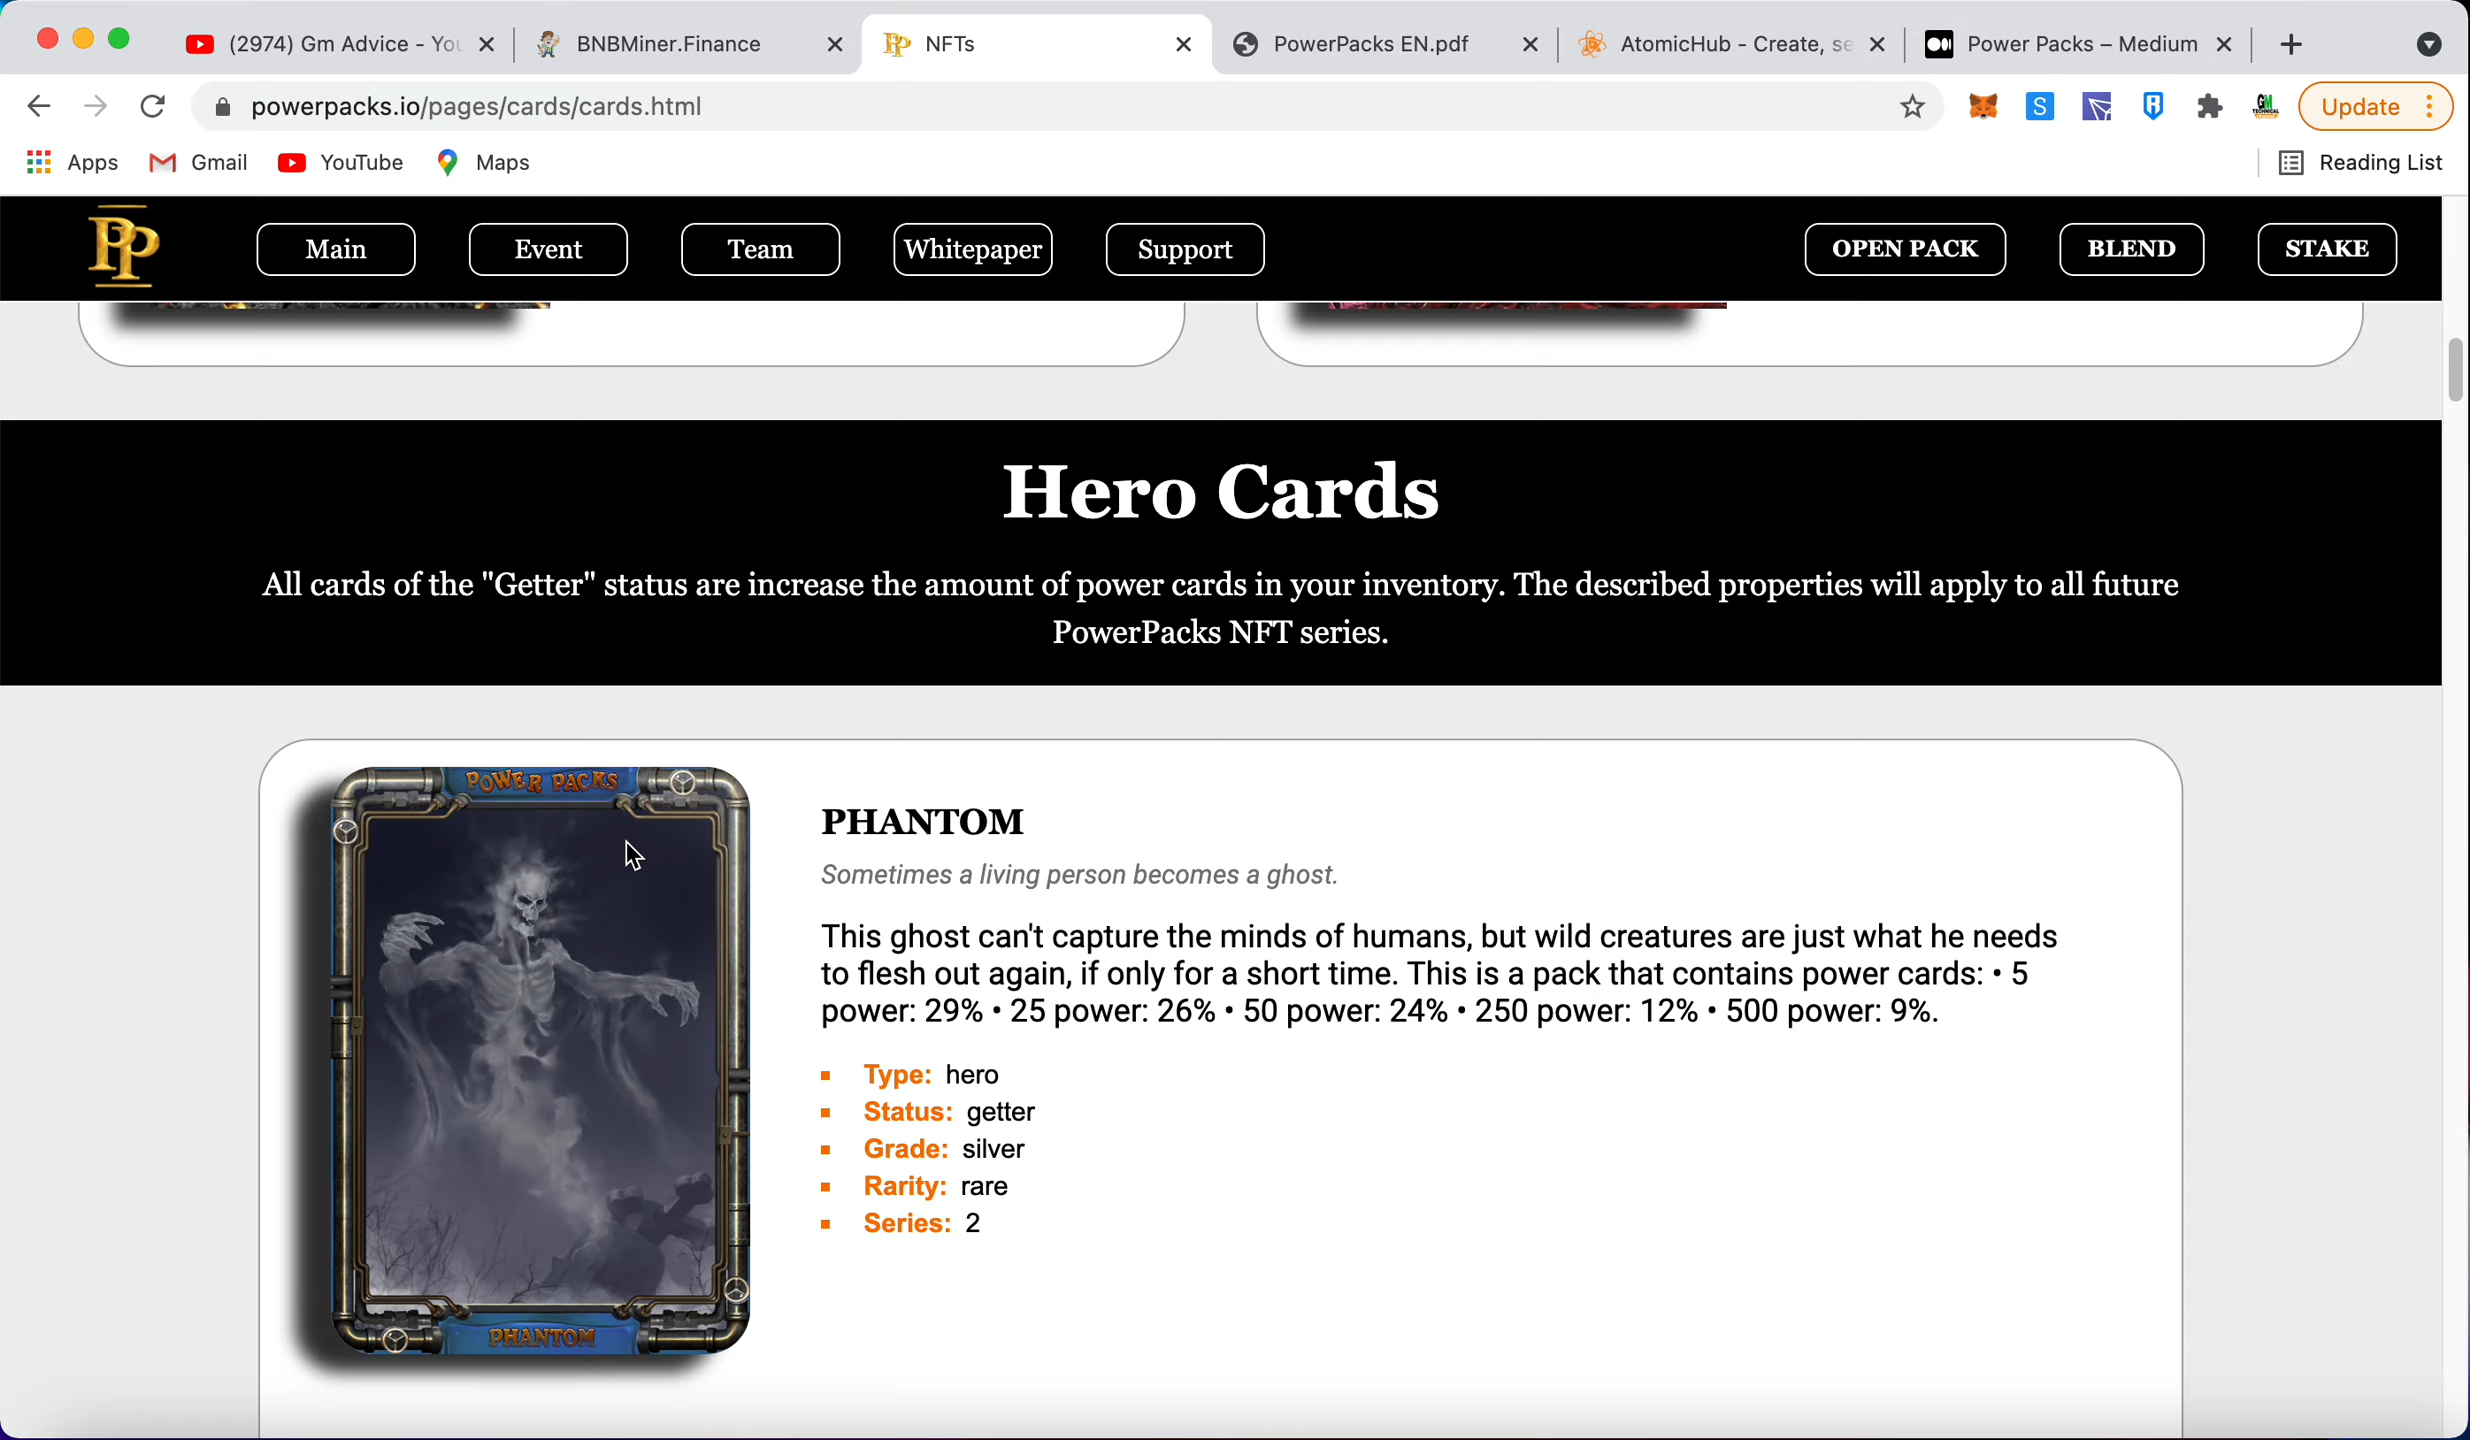 (2974) Gm Advice - You
BNBMiner.Finance
NFTs
PowerPacks EN.pdf
AtomicHub - Create, se
Power Packs – Medium
powerpacks.io/pages/cards/cards.html
Update
Apps
Gmail
YouTube
Maps
Reading List
PP
Main
Event
Team
Whitepaper
Support
OPEN PACK
BLEND
STAKE
Hero Cards
All cards of the "Getter" status are increase the amount of power cards in your inventory. The described properties will apply to all future
PowerPacks NFT series.
POWER PACKS
PHANTOM
PHANTOM
Sometimes a living person becomes a ghost.
This ghost can't capture the minds of humans, but wild creatures are just what he needs
to flesh out again, if only for a short time. This is a pack that contains power cards: • 5
power: 29% • 25 power: 26% • 50 power: 24% • 250 power: 12% • 500 power: 9%.
Type: hero
Status: getter
Grade: silver
Rarity: rare
Series: 2